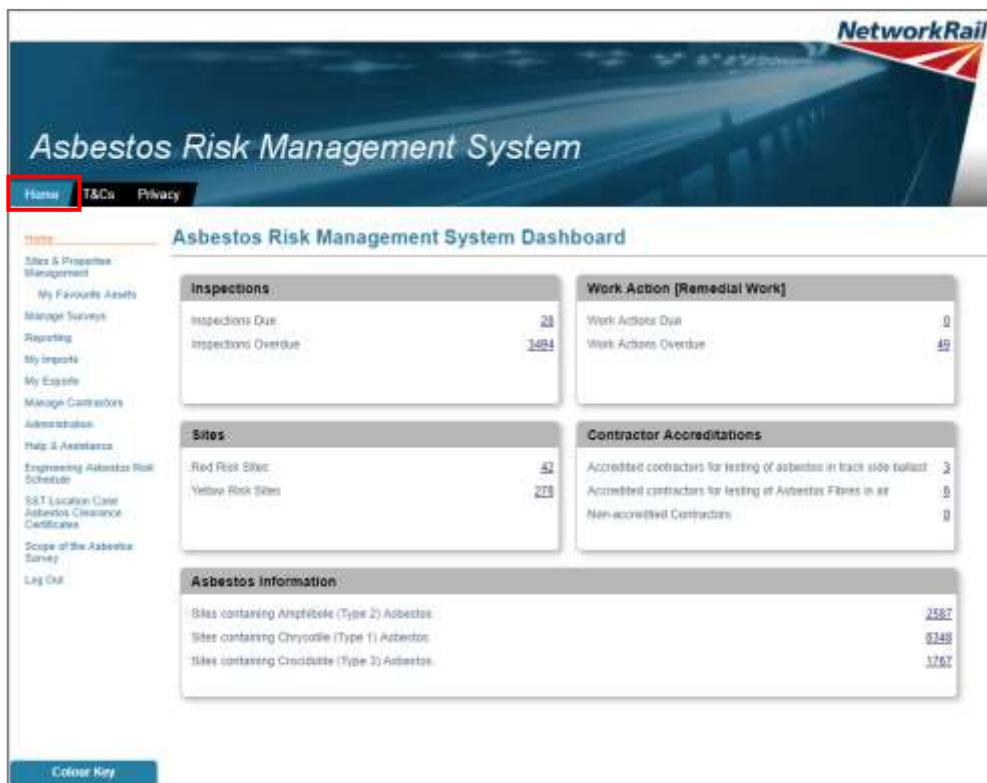 NetworkRail
Asbestos Risk Management System
Home T&Cs Privacy
Home
Sites & Properties
Management
My Favourite Assets
Manage Surveys
Reporting
My Imports
My Exports
Manage Contractors
Administration
Help & Assistance
Engineering Asbestos Risk
Schedule
S&T Location Case
Asbestos Clearance
Certificates
Scope of the Asbestos
Survey
Log Out
Colour Key
Asbestos Risk Management System Dashboard
Inspections
Inspections Due 28
Inspections Overdue 3494
Work Action [Remedial Work]
Work Actions Due 0
Work Actions Overdue 49
Sites
Red Risk Sites 42
Yellow Risk Sites 276
Contractor Accreditations
Accredited contractors for testing of asbestos in track side ballast 3
Accredited contractors for testing of Asbestos Fibres in air 6
Non-accredited Contractors 0
Asbestos Information
Sites containing Amphibole (Type 2) Asbestos 2587
Sites containing Chrysotile (Type 1) Asbestos 6348
Sites containing Crocidolite (Type 3) Asbestos 1767